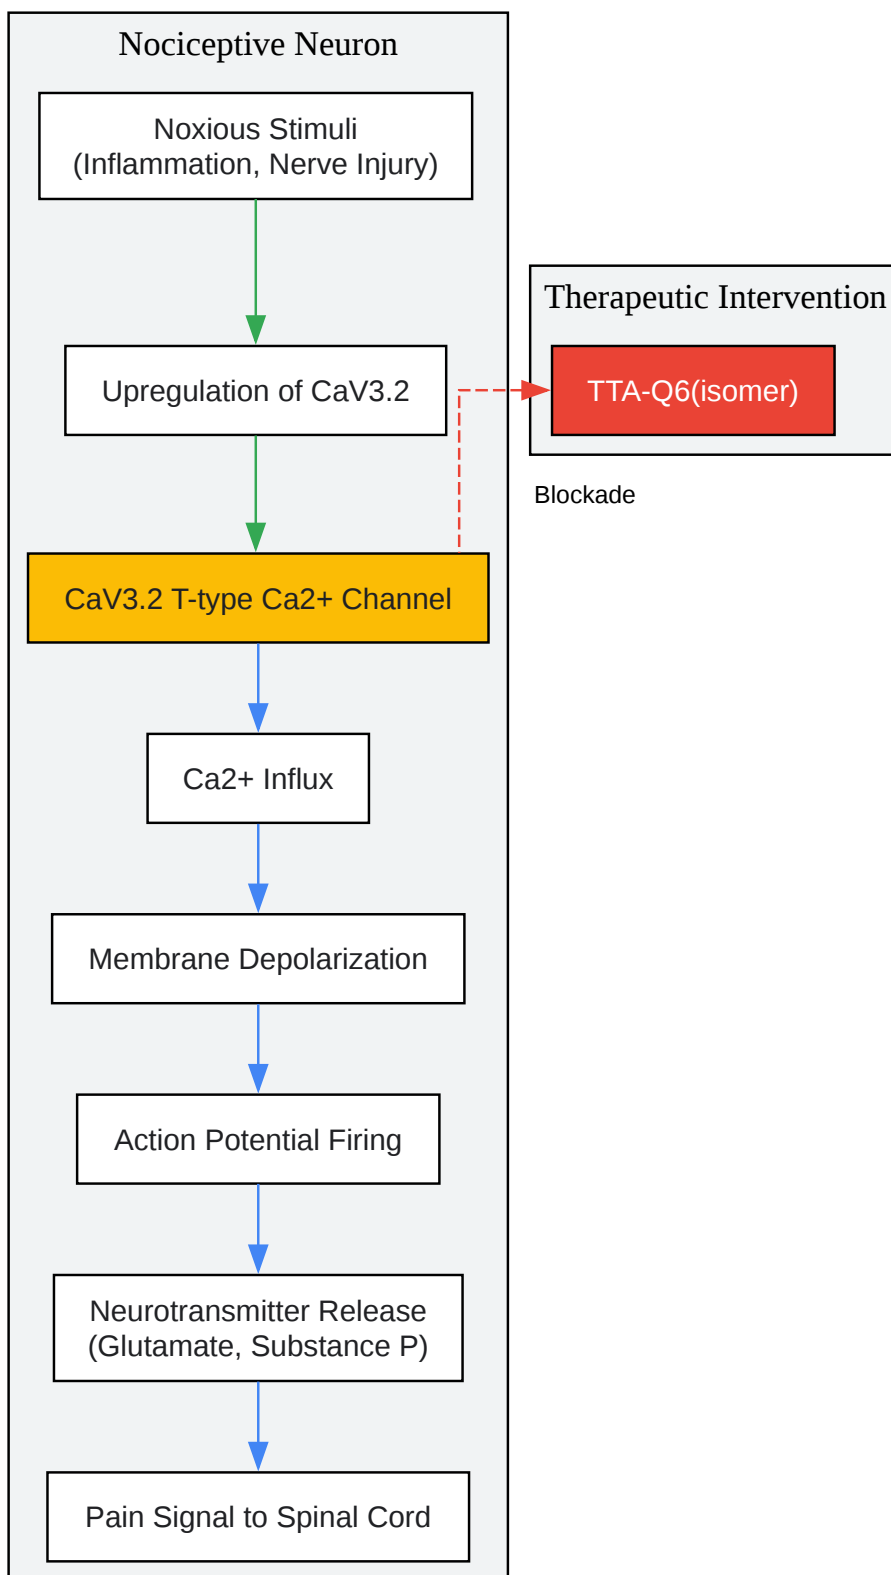 Nociceptive Neuron
Noxious Stimuli
(Inflammation, Nerve Injury)
Therapeutic Intervention
Upregulation of CaV3.2
TTA-Q6(isomer)
Blockade
CaV3.2 T-type Ca2+ Channel
Ca2+ Influx
Membrane Depolarization
Action Potential Firing
Neurotransmitter Release
(Glutamate, Substance P)
Pain Signal to Spinal Cord